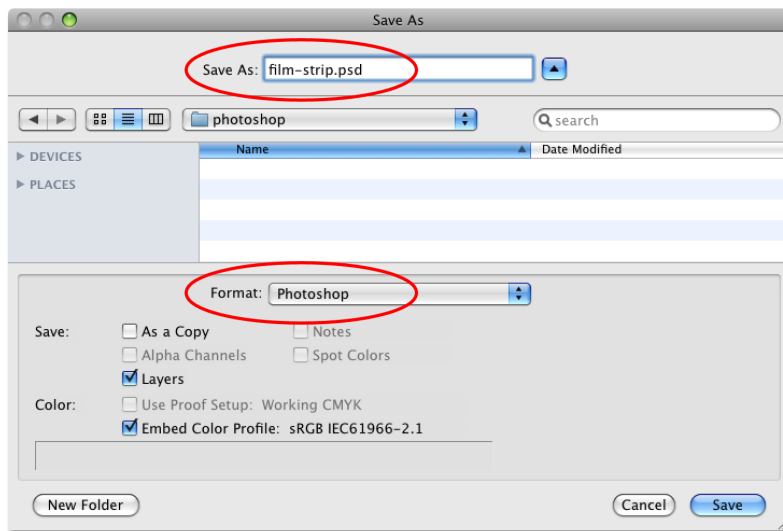 Save As
Save As: film-strip.psd
photoshop
search
DEVICES
Name
Date Modified
PLACES
Format: Photoshop
Save:
As a Copy
Notes
Alpha Channels
Spot Colors
Layers
Color:
Use Proof Setup: Working CMYK
Embed Color Profile: sRGB IEC61966-2.1
New Folder
Cancel
Save